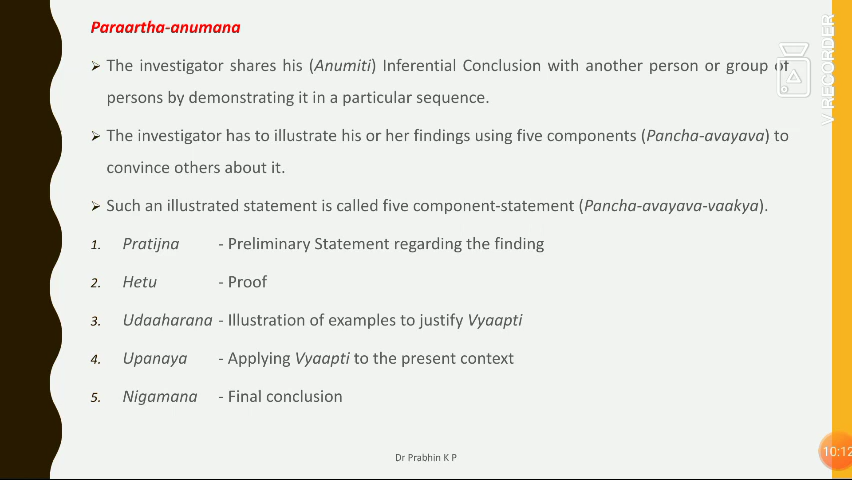 Paraartha-anumana
➢ The investigator shares his (Anumiti) Inferential Conclusion with another person or group of
persons by demonstrating it in a particular sequence.
➢ The investigator has to illustrate his or her findings using five components (Pancha-avayava) to
convince others about it.
➢ Such an illustrated statement is called five component-statement (Pancha-avayava-vaakya).
1. Pratijna - Preliminary Statement regarding the finding
2. Hetu - Proof
3. Udaaharana - Illustration of examples to justify Vyaapti
4. Upanaya - Applying Vyaapti to the present context
5. Nigamana - Final conclusion
Dr Prabhin K P
V RECORDER
10:12